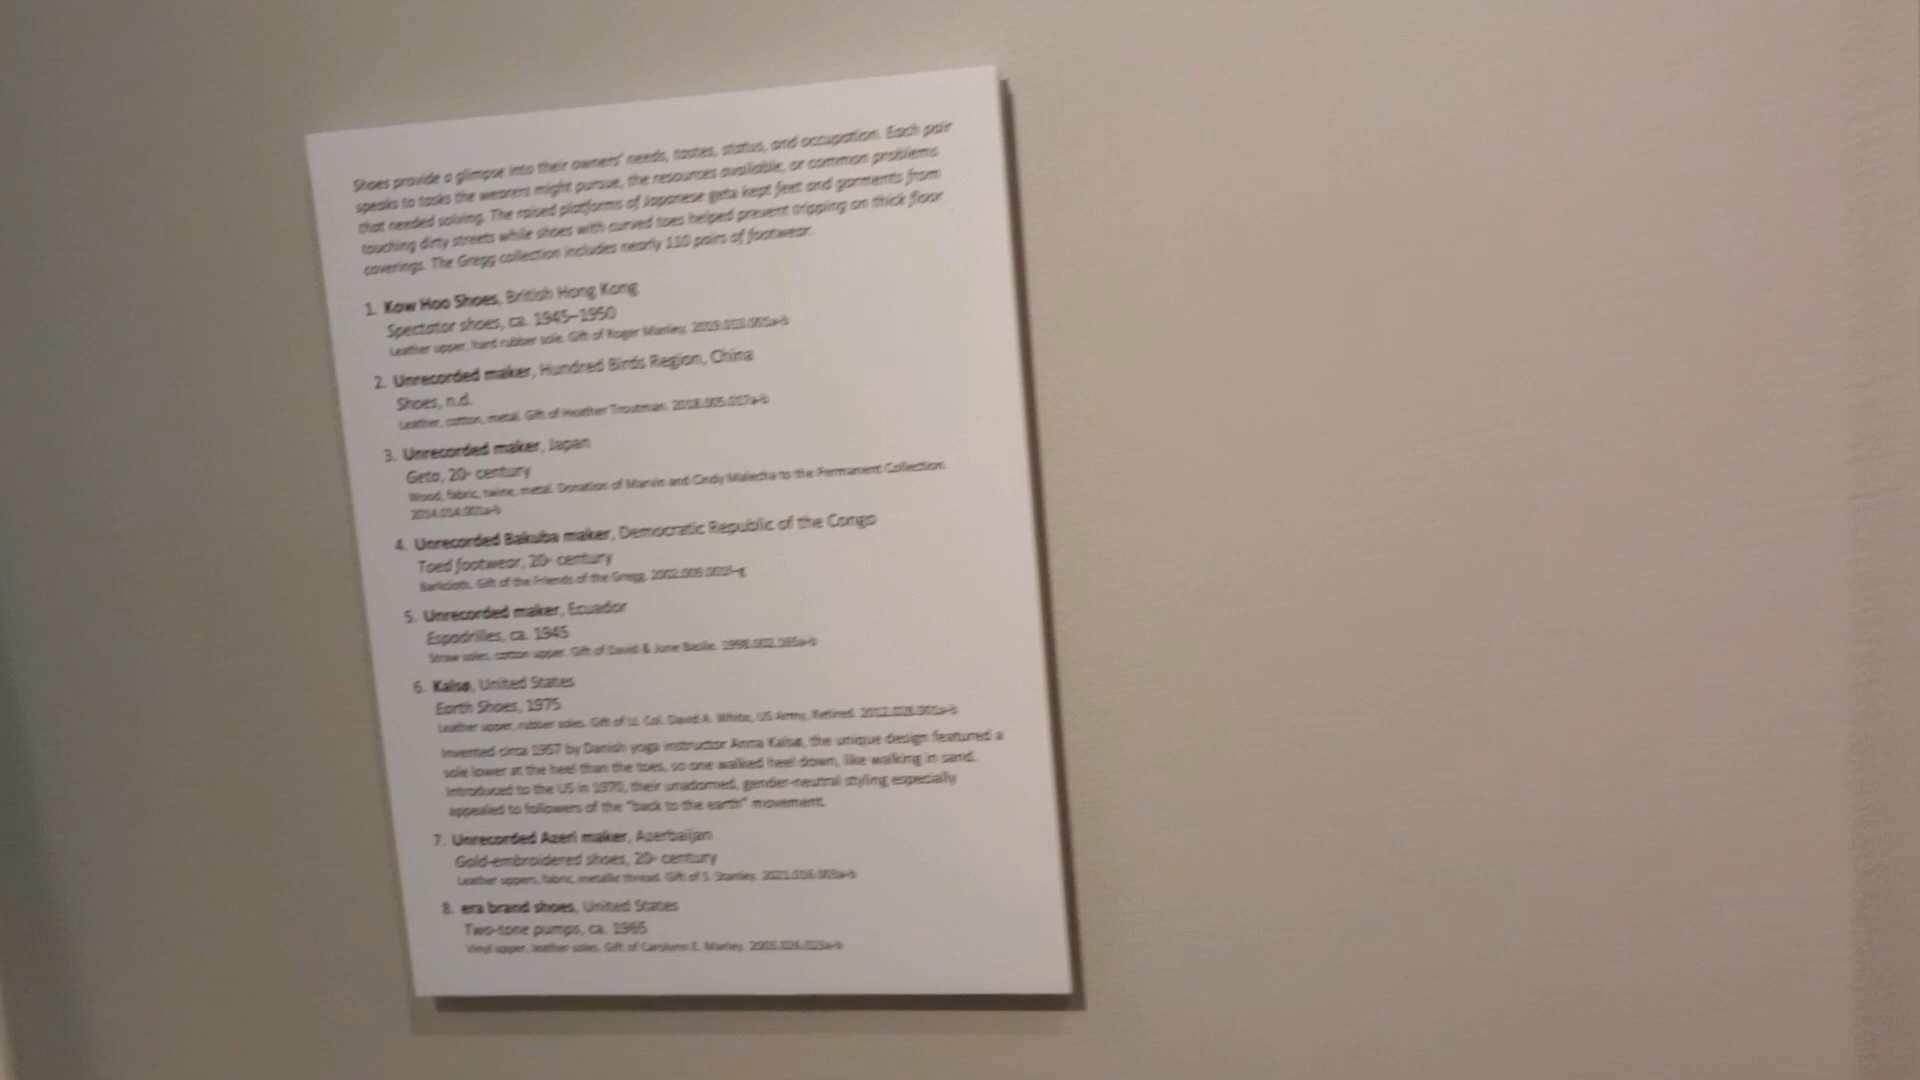 Shoes provide a glimpse into their owners' needs, tastes, status, and occupation. Each pair
speaks to tasks the wearers might pursue, the resources available, or common problems
that needed solving. The raised platforms of Japanese geta kept feet and garments from
touching dirty streets while shoes with curved toes helped prevent tripping on thick floor
coverings. The Gregg collection includes nearly 110 pairs of footwear.
1. Kow Hoo Shoes, British Hong Kong
Spectator shoes, ca. 1945–1950
Leather upper, hard rubber sole. Gift of Roger Manley.
2. Unrecorded maker, Hundred Birds Region, China
Shoes, n.d.
Leather, cotton, metal. Gift of Heather Troutman. 2018.005.017a-b
3. Unrecorded maker, Japan
Geta, 20th century
Wood, fabric, twine, metal. Donation of Marvin and Cindy Malecha to the Permanent Collection.
2014.014.001a-b
4. Unrecorded Bakuba maker, Democratic Republic of the Congo
Toed footwear, 20th century
Barkcloth. Gift of the Friends of the Gregg,
5. Unrecorded maker, Ecuador
Espadrilles, ca. 1945
Straw soles, cotton upper. Gift of David & June Basile.
6. Kalsø, United States
Earth Shoes, 1975
Leather upper, rubber soles. Gift of Lt. Col. David A. White, US Army, Retired. 2012.028.001a-b
Invented circa 1957 by Danish yoga instructor Anna Kalsø, the unique design featured a
sole lower at the heel than the toes, so one walked heel-down, like walking in sand.
Introduced to the US in 1970, their unadorned, gender-neutral styling especially
appealed to followers of the "back to the earth" movement.
7. Unrecorded Azeri maker, Azerbaijan
Gold-embroidered shoes, 20th century
Leather uppers, fabric, metallic thread. Gift of S. Stanley.
8. era brand shoes, United States
Two-tone pumps, ca. 1965
Vinyl upper, leather soles. Gift of Carolynn E.